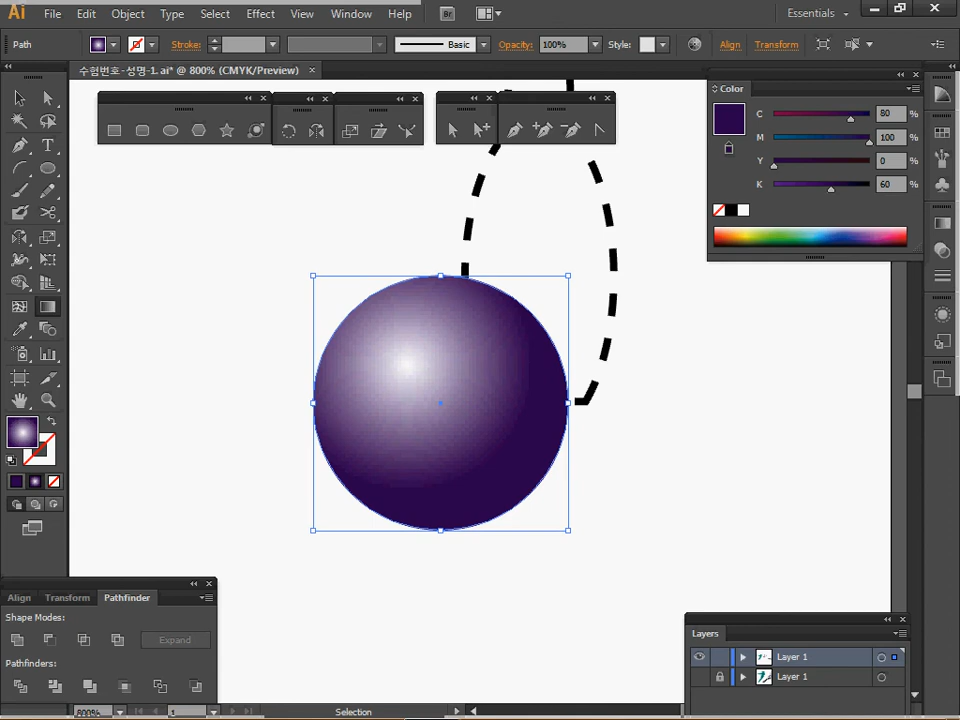 Ai File Edit Object Type Select Effect View Window Help Br Essentials
Path Stroke: Basic Opacity: 100% Style: Align Transform
수험번호-성명-1. ai* @ 800% (CMYK/Preview)
Color
C 80 %
M 100 %
Y 0 %
K 60 %
T
Align Transform Pathfinder
Shape Modes:
Expand
Pathfinders:
Layers
Layer 1
Layer 1
800% 1 Selection